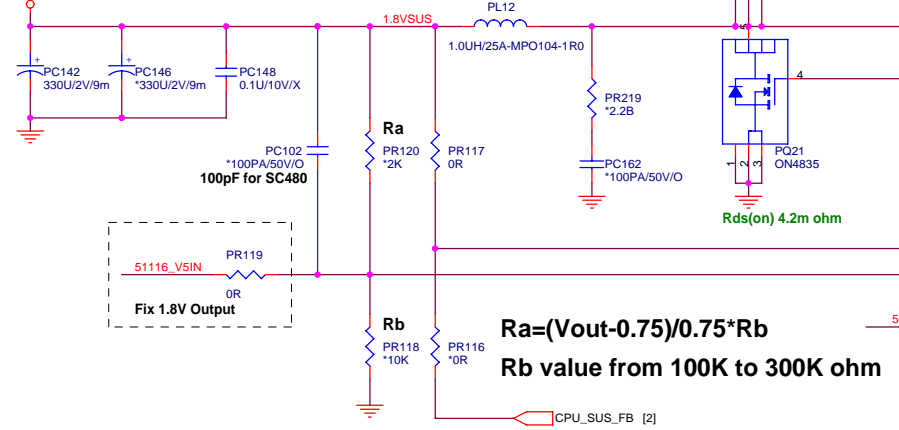 PL12
1.8VSUS
1.0UH/25A-MPO104-1R0
5
4
PC142
330U/2V/9m
PC146
*330U/2V/9m
PC148
0.1U/10V/X
PR219
*2.2B
Ra
PC102
*100PA/50V/O
100pF for SC480
PR120
*2K
PR117
0R
PC162
*100PA/50V/O
1
2
3
PQ21
ON4835
Rds(on) 4.2m ohm
PR119
51116_V5IN
0R
Fix 1.8V Output
Rb
PR118
*10K
PR116
*0R
Ra=(Vout-0.75)/0.75*Rb
5
Rb value from 100K to 300K ohm
CPU_SUS_FB [2]